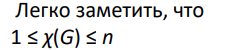 Легко заметить, что
1 ≤ χ(G) ≤ n